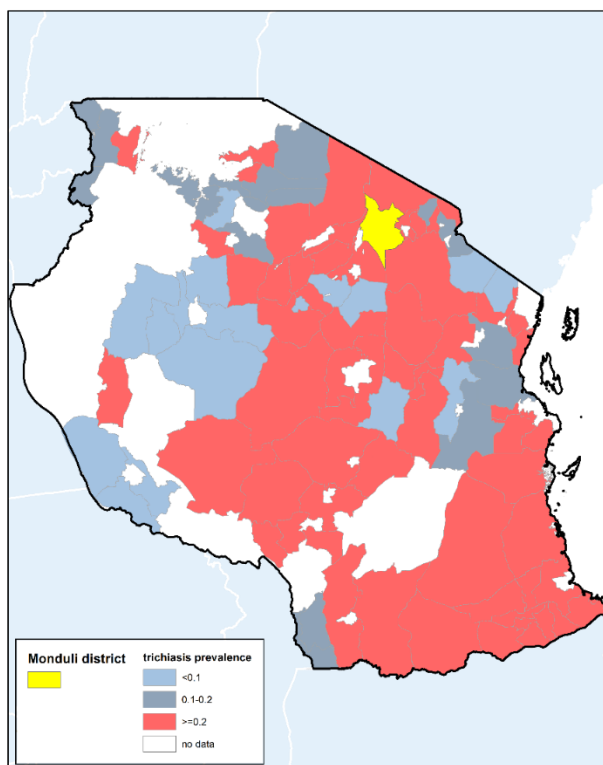 Monduli district
trichiasis prevalence
<0.1
0.1-0.2
>=0.2
no data